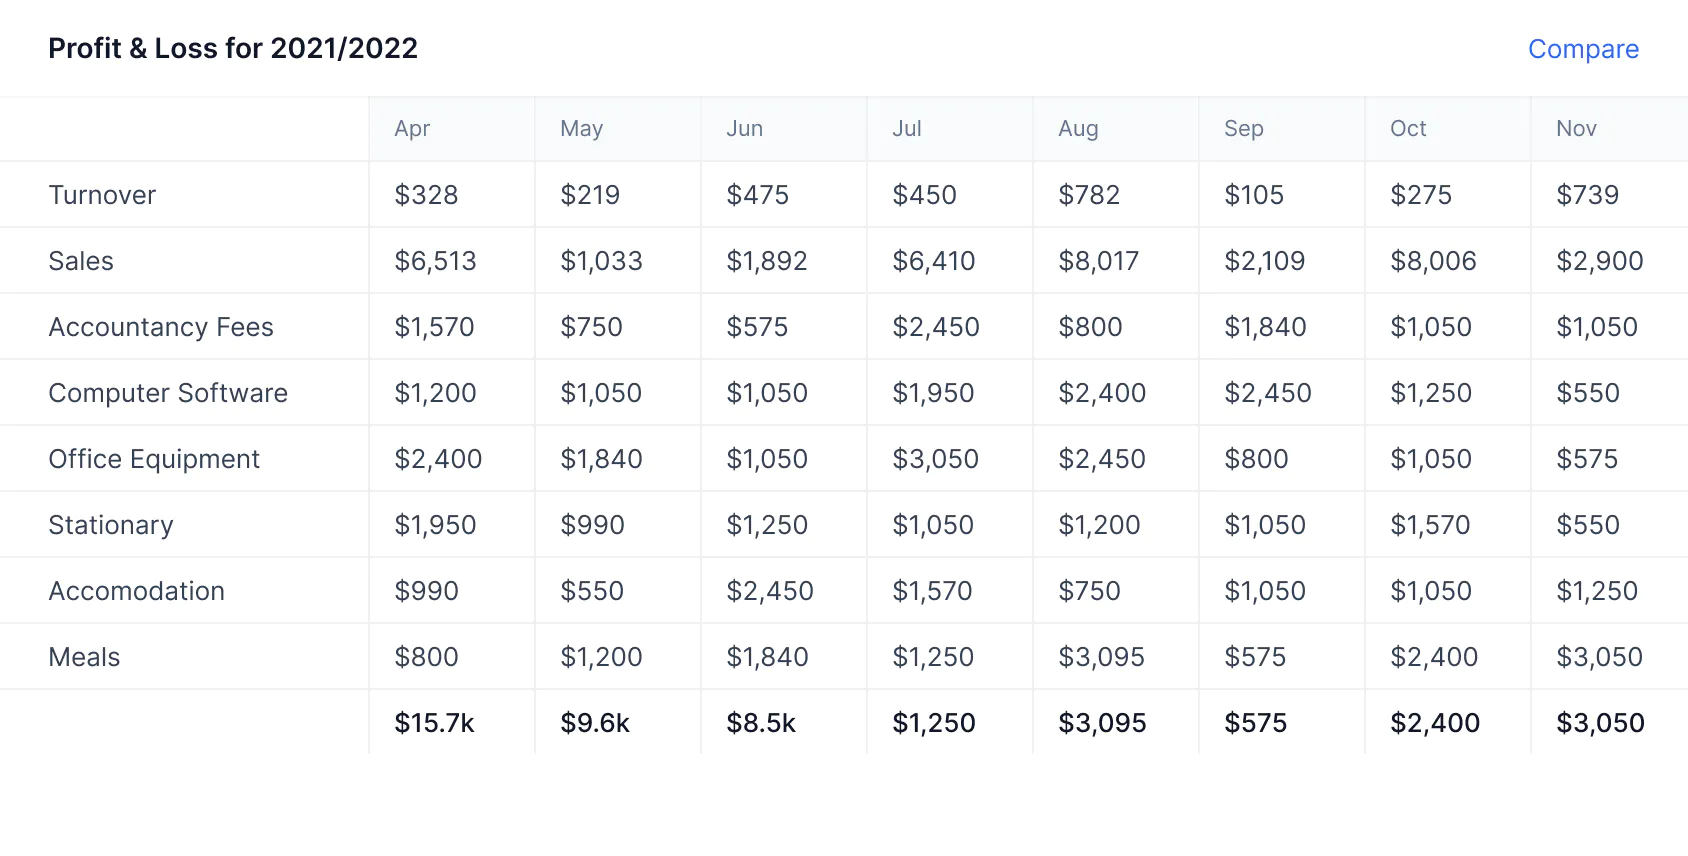 Profit & Loss for 2021/2022 Compare
Apr May Jun Jul Aug Sep Oct Nov
Turnover $328 $219 $475 $450 $782 $105 $275 $739
Sales $6,513 $1,033 $1,892 $6,410 $8,017 $2,109 $8,006 $2,900
Accountancy Fees $1,570 $750 $575 $2,450 $800 $1,840 $1,050 $1,050
Computer Software $1,200 $1,050 $1,050 $1,950 $2,400 $2,450 $1,250 $550
Office Equipment $2,400 $1,840 $1,050 $3,050 $2,450 $800 $1,050 $575
Stationary $1,950 $990 $1,250 $1,050 $1,200 $1,050 $1,570 $550
Accomodation $990 $550 $2,450 $1,570 $750 $1,050 $1,050 $1,250
Meals $800 $1,200 $1,840 $1,250 $3,095 $575 $2,400 $3,050
$15.7k $9.6k $8.5k $1,250 $3,095 $575 $2,400 $3,050